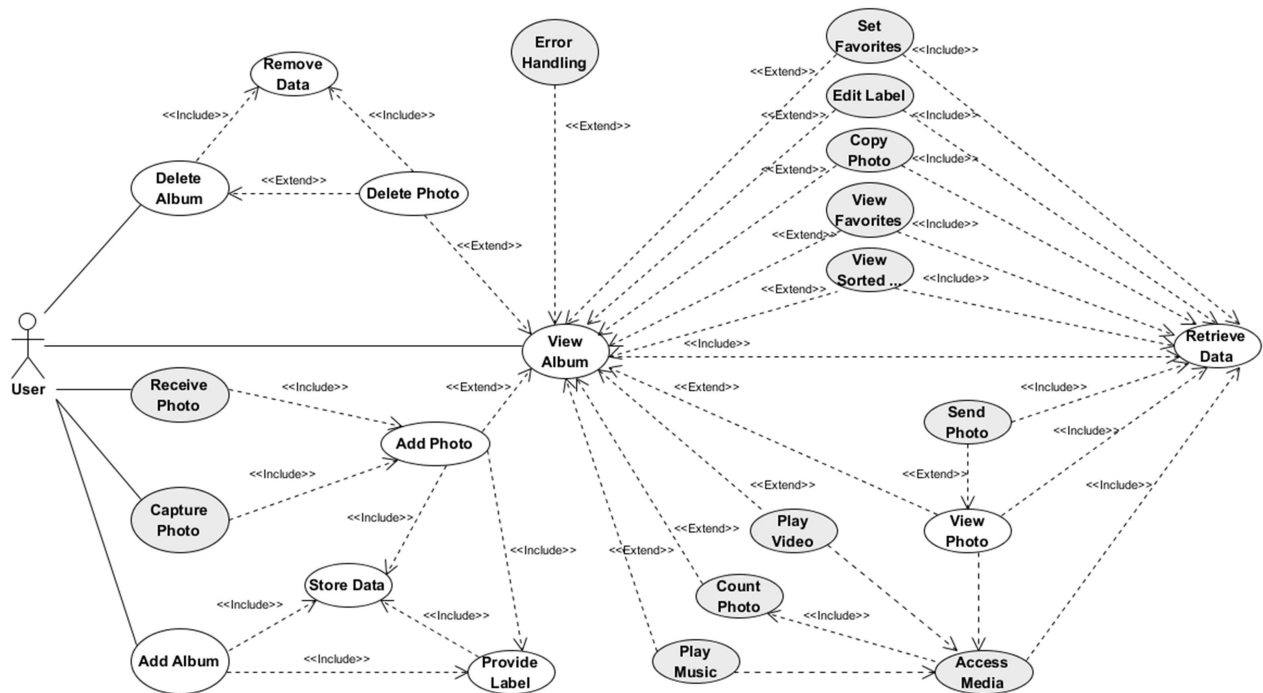 Set
Favorites
Error
Handling
<<Include>>
Remove
Data
<<Extend>>
Edit Label
<<Include>>
<<Include>>
<<Extend>>
<<Include>>
<<Extend>>
Copy
Photo
<<Include>>
<<Extend>>
Delete
Album
<<Extend>>
Delete Photo
View
Favorites
<<Include>>
<<Extend>>
<<Extend>>
View
Sorted ...
<<Include>>
<<Extend>>
View
Album
<<Include>>
Retrieve
Data
User
Receive
Photo
<<Include>>
<<Extend>>
<<Extend>>
Send
Photo
<<Include>>
<<Include>>
Add Photo
<<Include>>
<<Extend>>
<<Include>>
<<Extend>>
Capture
Photo
<<Include>>
<<Extend>>
Play
Video
View
Photo
<<Include>>
<<Extend>>
Store Data
Count
Photo
<<Include>>
<<Include>>
<<Include>>
Add Album
<<Include>>
Provide
Label
Play
Music
Access
Media